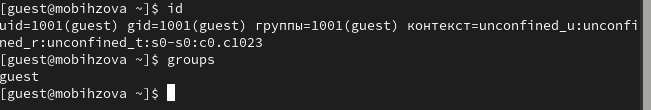 [guest@mobihzova ~]$ id
uid=1001(guest) gid=1001(guest) группы=1001(guest) контекст=unconfined_u:unconfi
ned_r:unconfined_t:s0-s0:c0.c1023
[guest@mobihzova ~]$ groups
guest
[guest@mobihzova ~]$